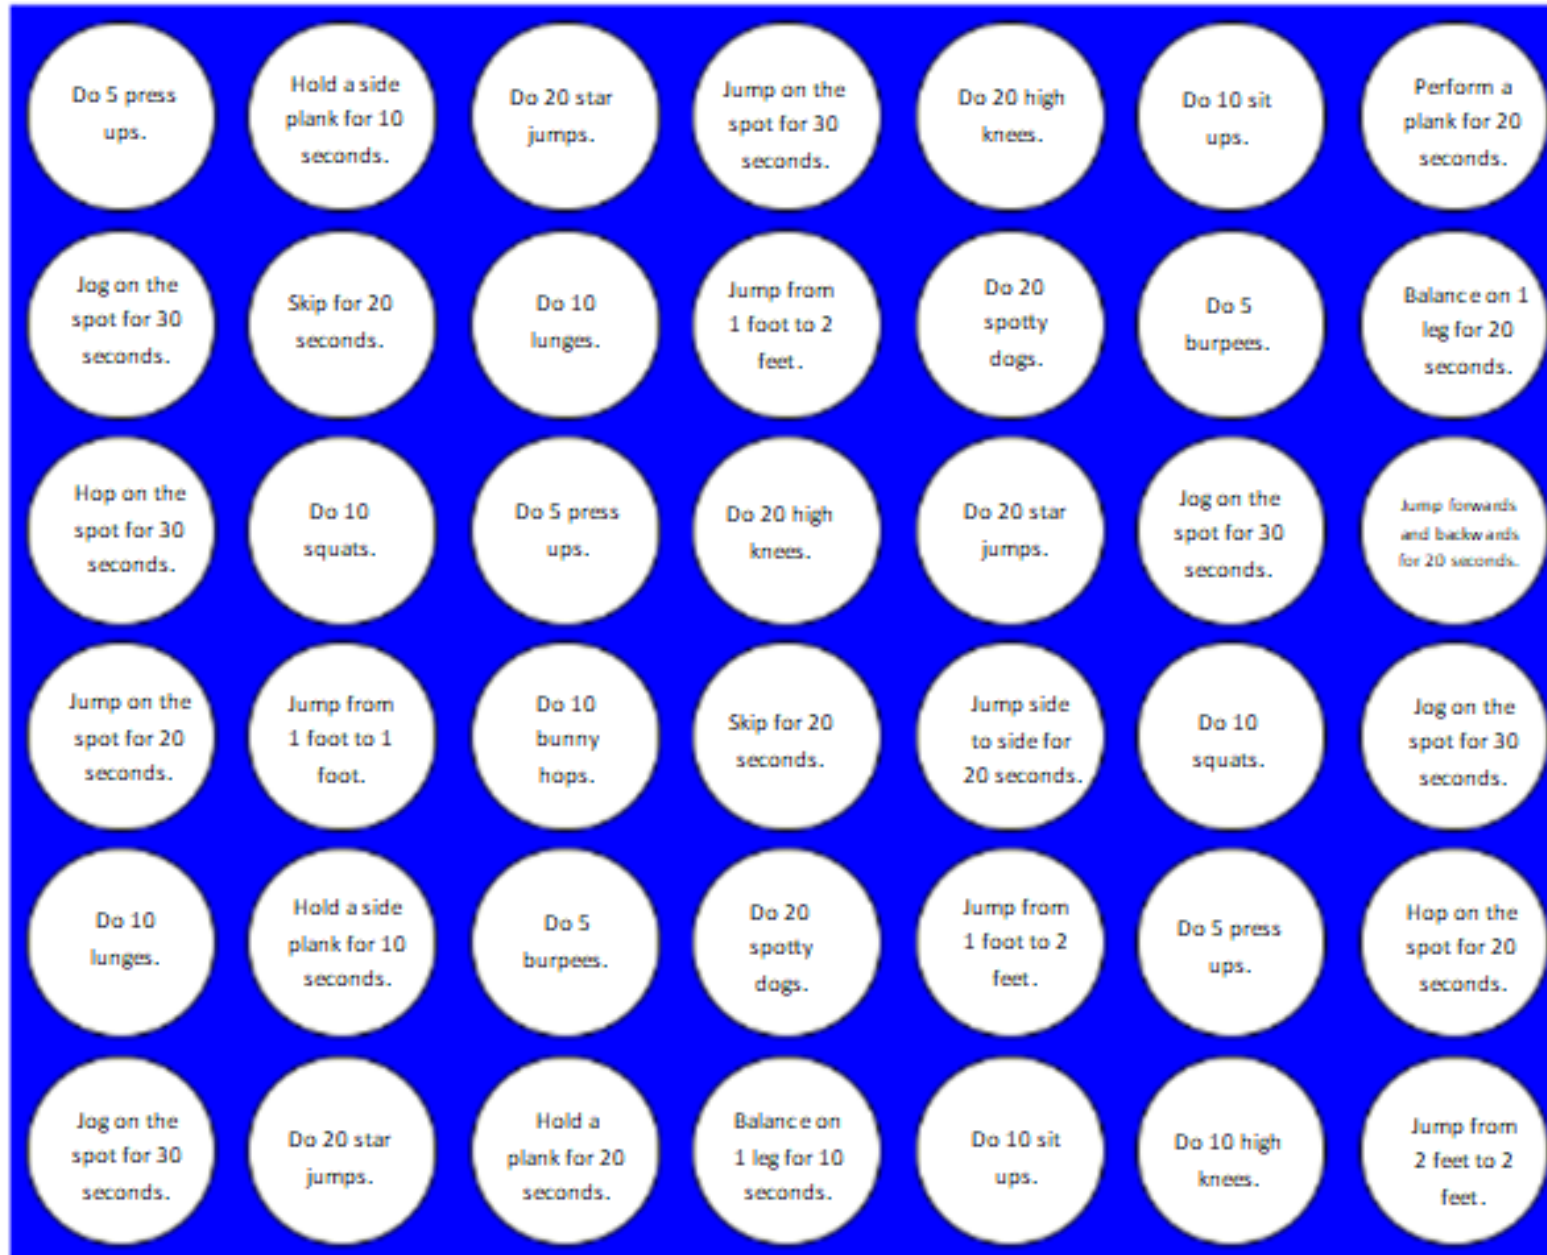 Do 5 press
ups.
Hold a side
plank for 10
seconds.
Do 20 star
jumps.
Jump on the
spot for 30
seconds.
Do 20 high
knees.
Do 10 sit
ups.
Perform a
plank for 20
seconds.
Jog on the
spot for 30
seconds.
Skip for 20
seconds.
Do 10
lunges.
Jump from
1 foot to 2
feet.
Do 20
spotty
dogs.
Do 5
burpees.
Balance on 1
leg for 20
seconds.
Hop on the
spot for 30
seconds.
Do 10
squats.
Do 5 press
ups.
Do 20 high
knees.
Do 20 star
jumps.
Jog on the
spot for 30
seconds.
Jump forwards
and backwards
for 20 seconds.
Jump on the
spot for 20
seconds.
Jump from
1 foot to 1
foot.
Do 10
bunny
hops.
Skip for 20
seconds.
Jump side
to side for
20 seconds.
Do 10
squats.
Jog on the
spot for 30
seconds.
Do 10
lunges.
Hold a side
plank for 10
seconds.
Do 5
burpees.
Do 20
spotty
dogs.
Jump from
1 foot to 2
feet.
Do 5 press
ups.
Hop on the
spot for 20
seconds.
Jog on the
spot for 30
seconds.
Do 20 star
jumps.
Hold a
plank for 20
seconds.
Balance on
1 leg for 10
seconds.
Do 10 sit
ups.
Do 10 high
knees.
Jump from
2 feet to 2
feet.